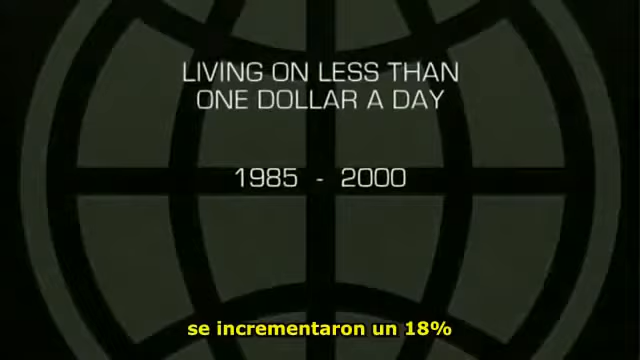 LIVING ON LESS THAN
ONE DOLLAR A DAY
1985 - 2000
se incrementaron un 18%